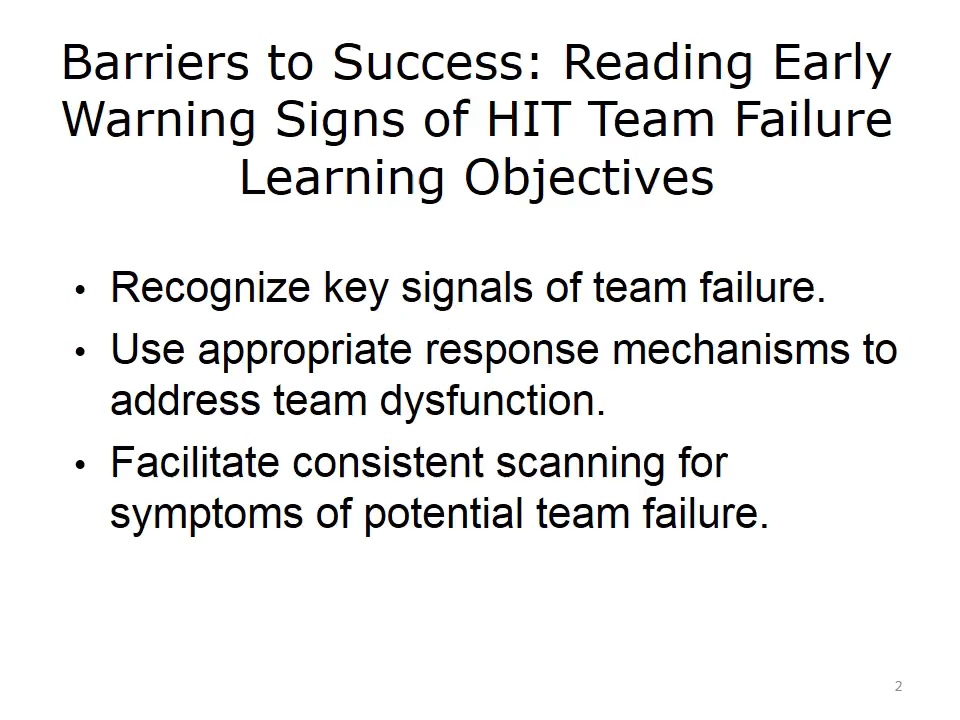 Barriers to Success: Reading Early
Warning Signs of HIT Team Failure
Learning Objectives
• Recognize key signals of team failure.
• Use appropriate response mechanisms to
address team dysfunction.
• Facilitate consistent scanning for
symptoms of potential team failure.
2